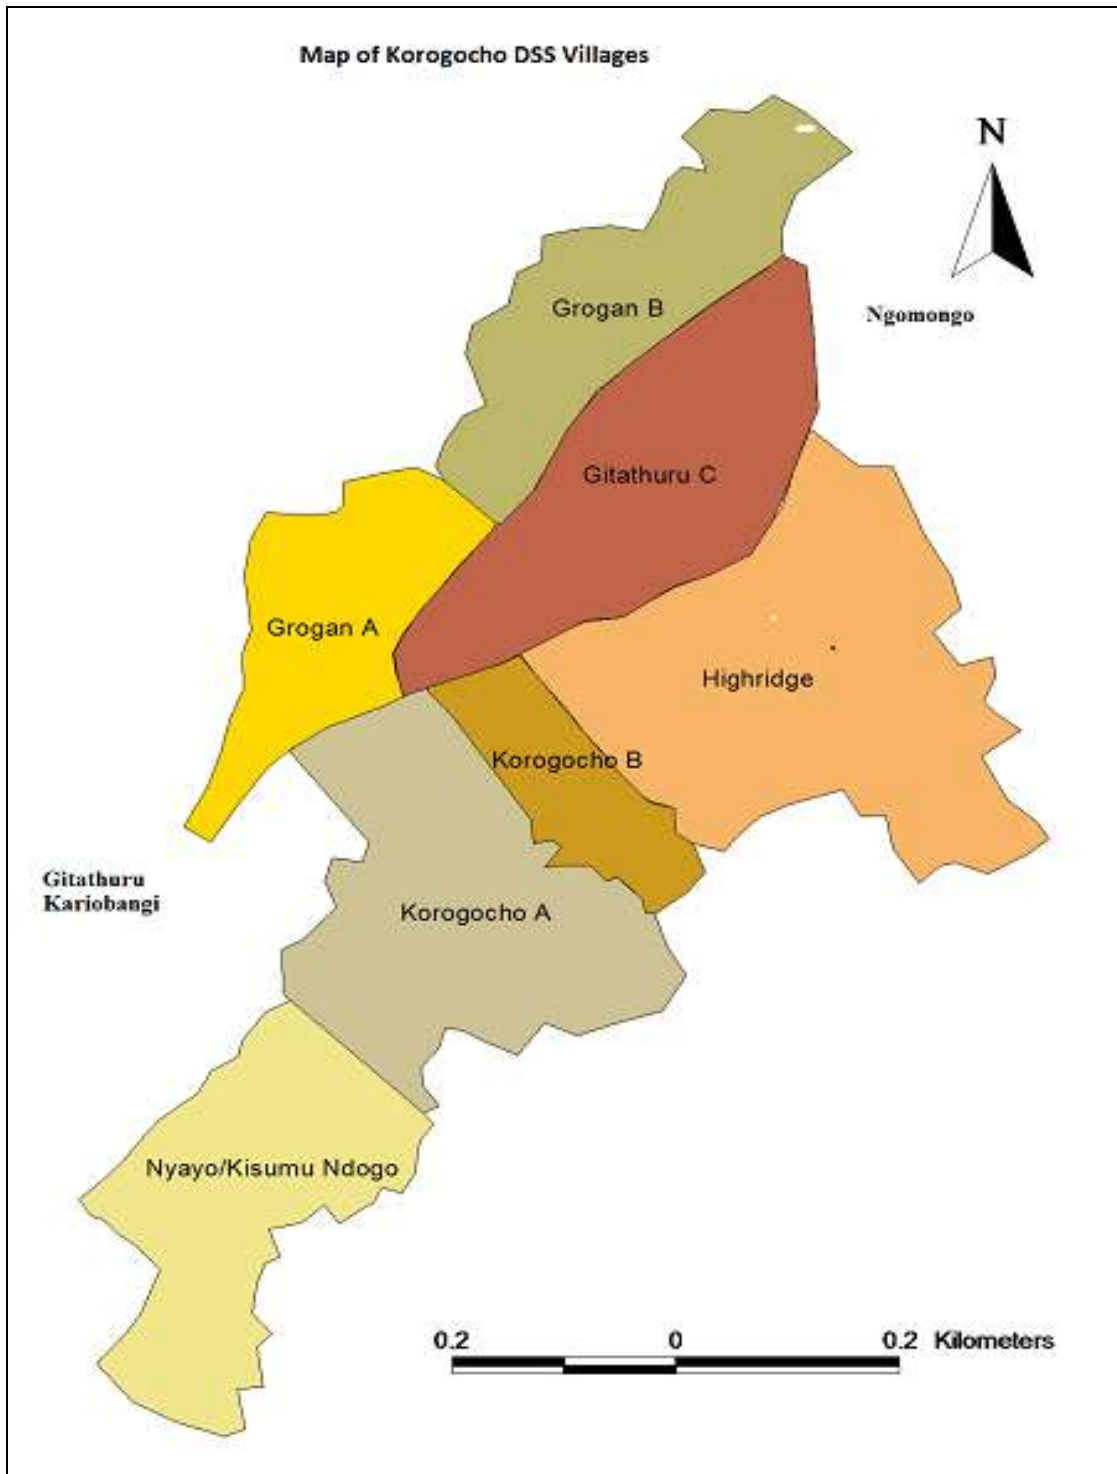 Map of Korogocho DSS Villages
N
Grogan B
Ngomongo
Gitathuru C
Grogan A
Highridge
Korogocho B
Gitathuru
Kariobangi
Korogocho A
Nyayo/Kisumu Ndogo
0.2 0 0.2 Kilometers